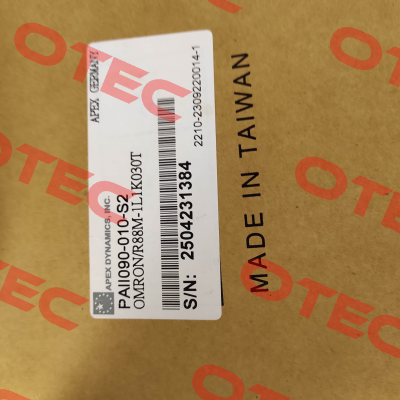 APEX DYNAMICS, INC.
APEX GERMANY
PAII090-010-S2
OMRON/R88M-1L1K030T
S/N: 2504231384
2210-2309220014-1
MADE IN TAIWAN
OTEC
OTEC
OTEC
OTEC
OTEC
OTEC